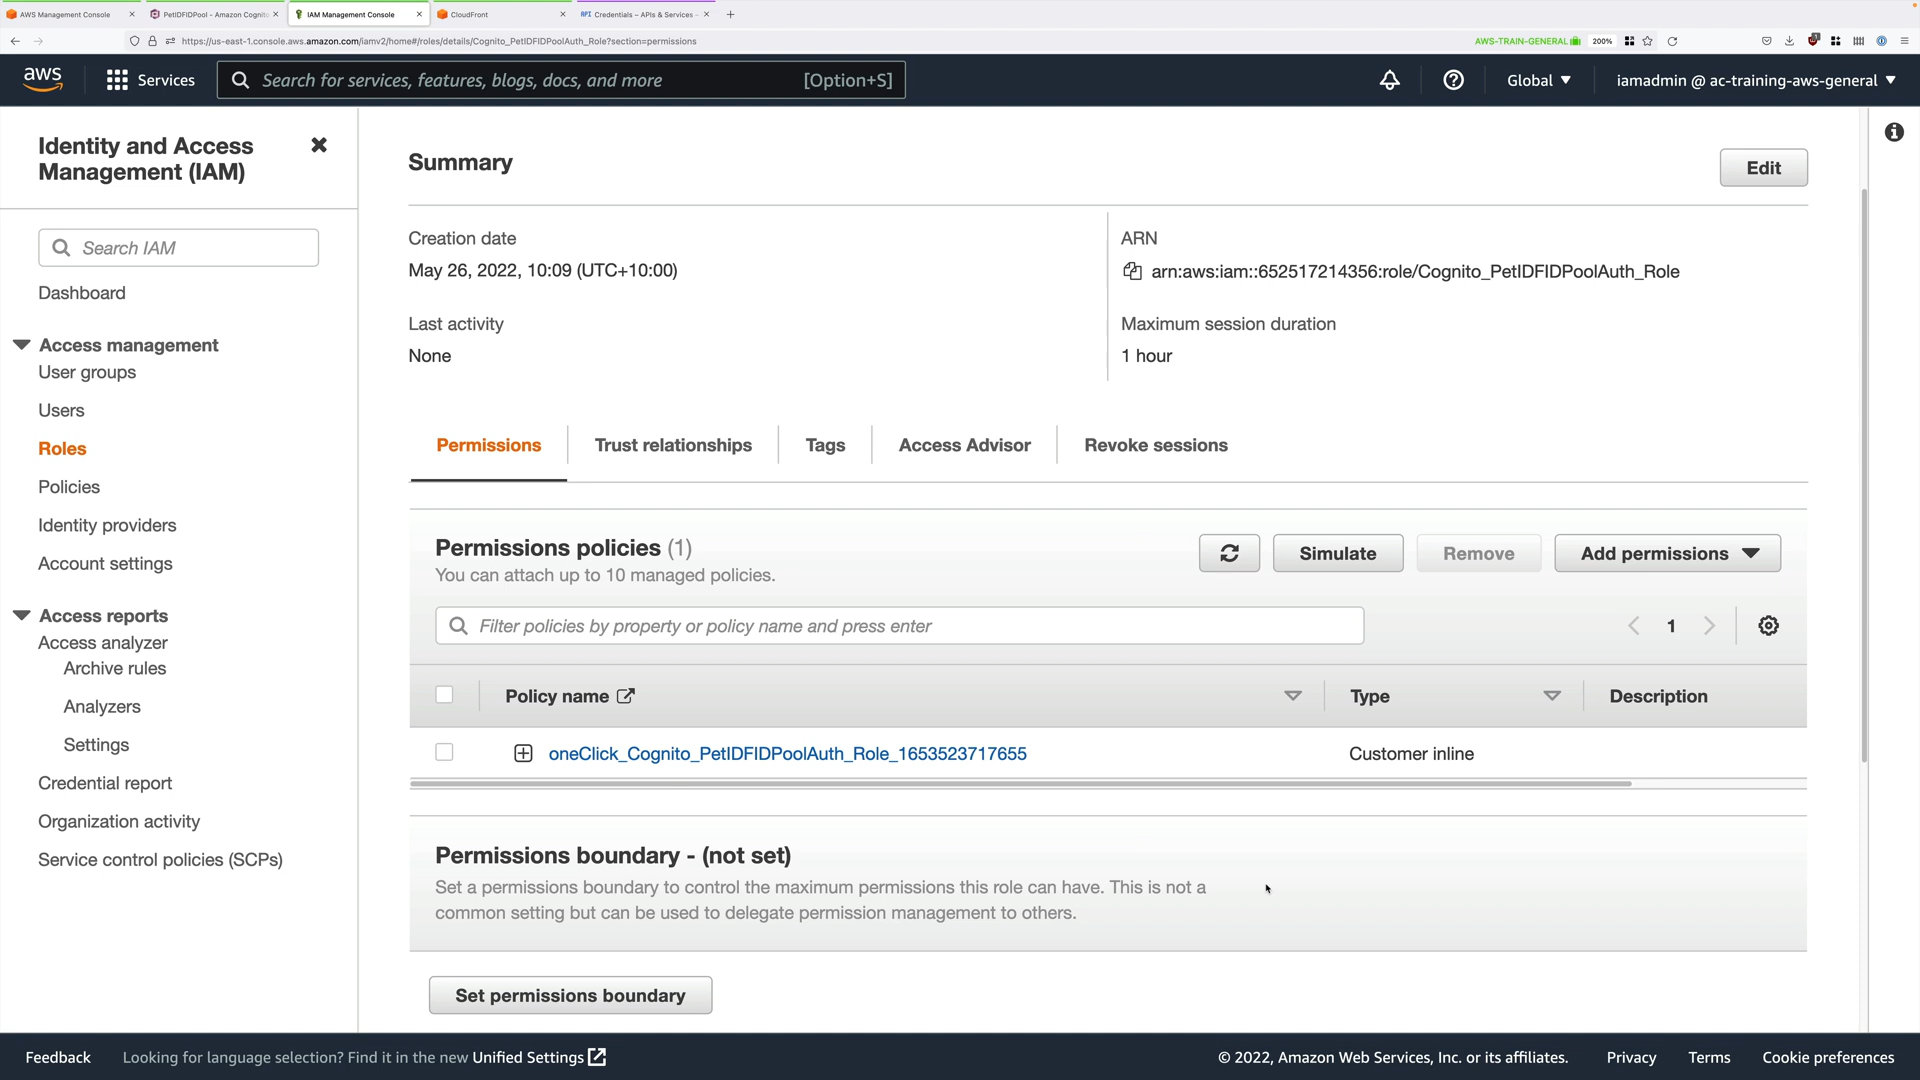 AWS Management Console
PetIDFIDPool - Amazon Cognito
IAM Management Console
CloudFront
API Credentials – APIs & Services –
https://us-east-1.console.aws.amazon.com/iamv2/home#/roles/details/Cognito_PetIDFIDPoolAuth_Role?section=permissions
AWS-TRAIN-GENERAL
200%
aws
Services
Search for services, features, blogs, docs, and more
[Option+S]
Global
iamadmin @ ac-training-aws-general
Identity and Access
Management (IAM)
Search IAM
Dashboard
Access management
User groups
Users
Roles
Policies
Identity providers
Account settings
Access reports
Access analyzer
Archive rules
Analyzers
Settings
Credential report
Organization activity
Service control policies (SCPs)
Summary
Edit
Creation date
May 26, 2022, 10:09 (UTC+10:00)
ARN
arn:aws:iam::652517214356:role/Cognito_PetIDFIDPoolAuth_Role
Last activity
None
Maximum session duration
1 hour
Permissions
Trust relationships
Tags
Access Advisor
Revoke sessions
Permissions policies (1)
You can attach up to 10 managed policies.
Simulate
Remove
Add permissions
Filter policies by property or policy name and press enter
1
Policy name
Type
Description
oneClick_Cognito_PetIDFIDPoolAuth_Role_1653523717655
Customer inline
Permissions boundary - (not set)
Set a permissions boundary to control the maximum permissions this role can have. This is not a
common setting but can be used to delegate permission management to others.
Set permissions boundary
Feedback
Looking for language selection? Find it in the new Unified Settings
© 2022, Amazon Web Services, Inc. or its affiliates.
Privacy
Terms
Cookie preferences